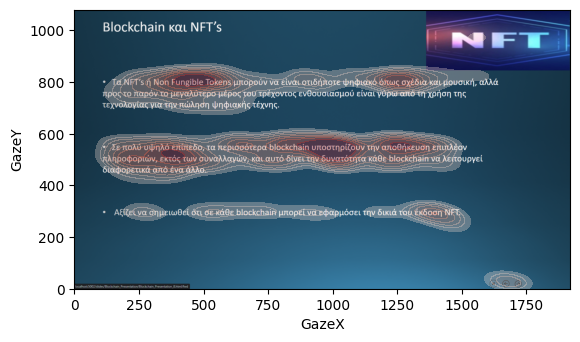 Blockchain και NFT's
NFT
• Τα NFT's ή Non Fungible Tokens μπορούν να είναι οτιδήποτε ψηφιακό όπως σχέδια και μουσική, αλλά
προς το παρόν το μεγαλύτερο μέρος του τρέχοντος ενθουσιασμού είναι γύρω από τη χρήση της
τεχνολογίας για την πώληση ψηφιακής τέχνης.
• Σε πολύ υψηλό επίπεδο, τα περισσότερα blockchain υποστηρίζουν την αποθήκευση επιπλέον
πληροφοριών, εκτός των συναλλαγών, και αυτό δίνει την δυνατότητα κάθε blockchain να λειτουργεί
διαφορετικά από ένα άλλο.
• Αξίζει να σημειωθεί ότι σε κάθε blockchain μπορεί να εφαρμόσει την δικιά του έκδοση NFT.
GazeY
1000
800
600
400
200
0
0 250 500 750 1000 1250 1500 1750
GazeX